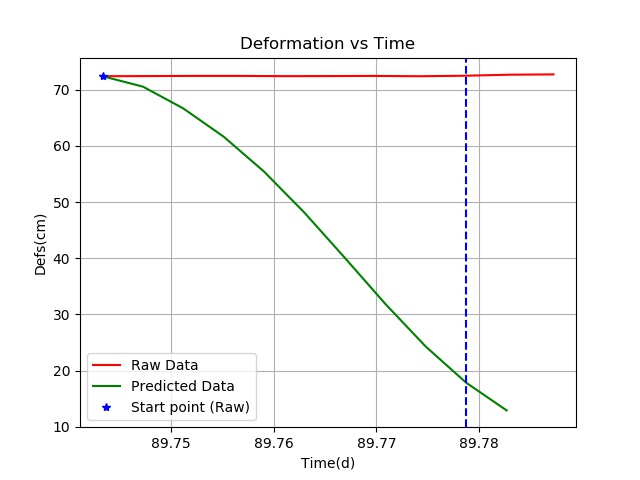 Deformation vs Time
Defs(cm)
70
60
50
40
30
20
10
Raw Data
Predicted Data
Start point (Raw)
89.75 89.76 89.77 89.78
Time(d)